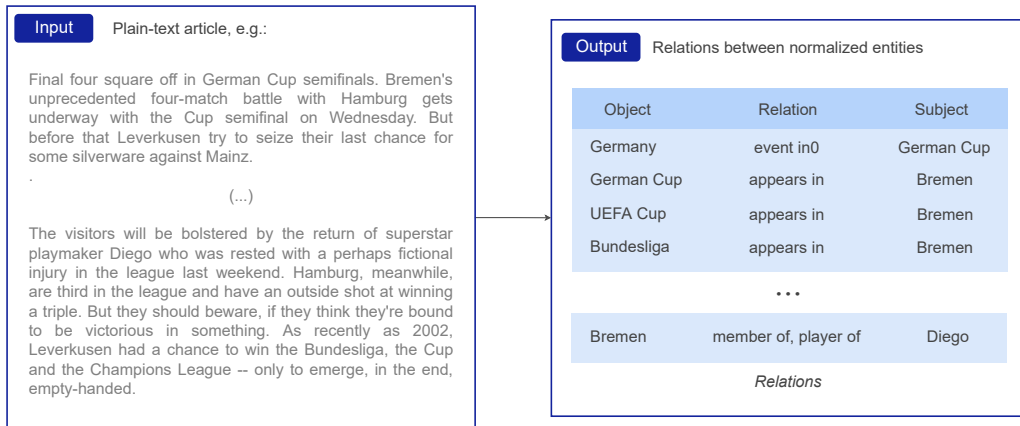 Input
Plain-text article, e.g.:
Final four square off in German Cup semifinals. Bremen's
unprecedented four-match battle with Hamburg gets
underway with the Cup semifinal on Wednesday. But
before that Leverkusen try to seize their last chance for
some silverware against Mainz.
.
(...)
The visitors will be bolstered by the return of superstar
playmaker Diego who was rested with a perhaps fictional
injury in the league last weekend. Hamburg, meanwhile,
are third in the league and have an outside shot at winning
a triple. But they should beware, if they think they're bound
to be victorious in something. As recently as 2002,
Leverkusen had a chance to win the Bundesliga, the Cup
and the Champions League -- only to emerge, in the end,
empty-handed.
Output
Relations between normalized entities
Object Relation Subject
Germany event in0 German Cup
German Cup appears in Bremen
UEFA Cup appears in Bremen
Bundesliga appears in Bremen
...
Bremen member of, player of Diego
Relations